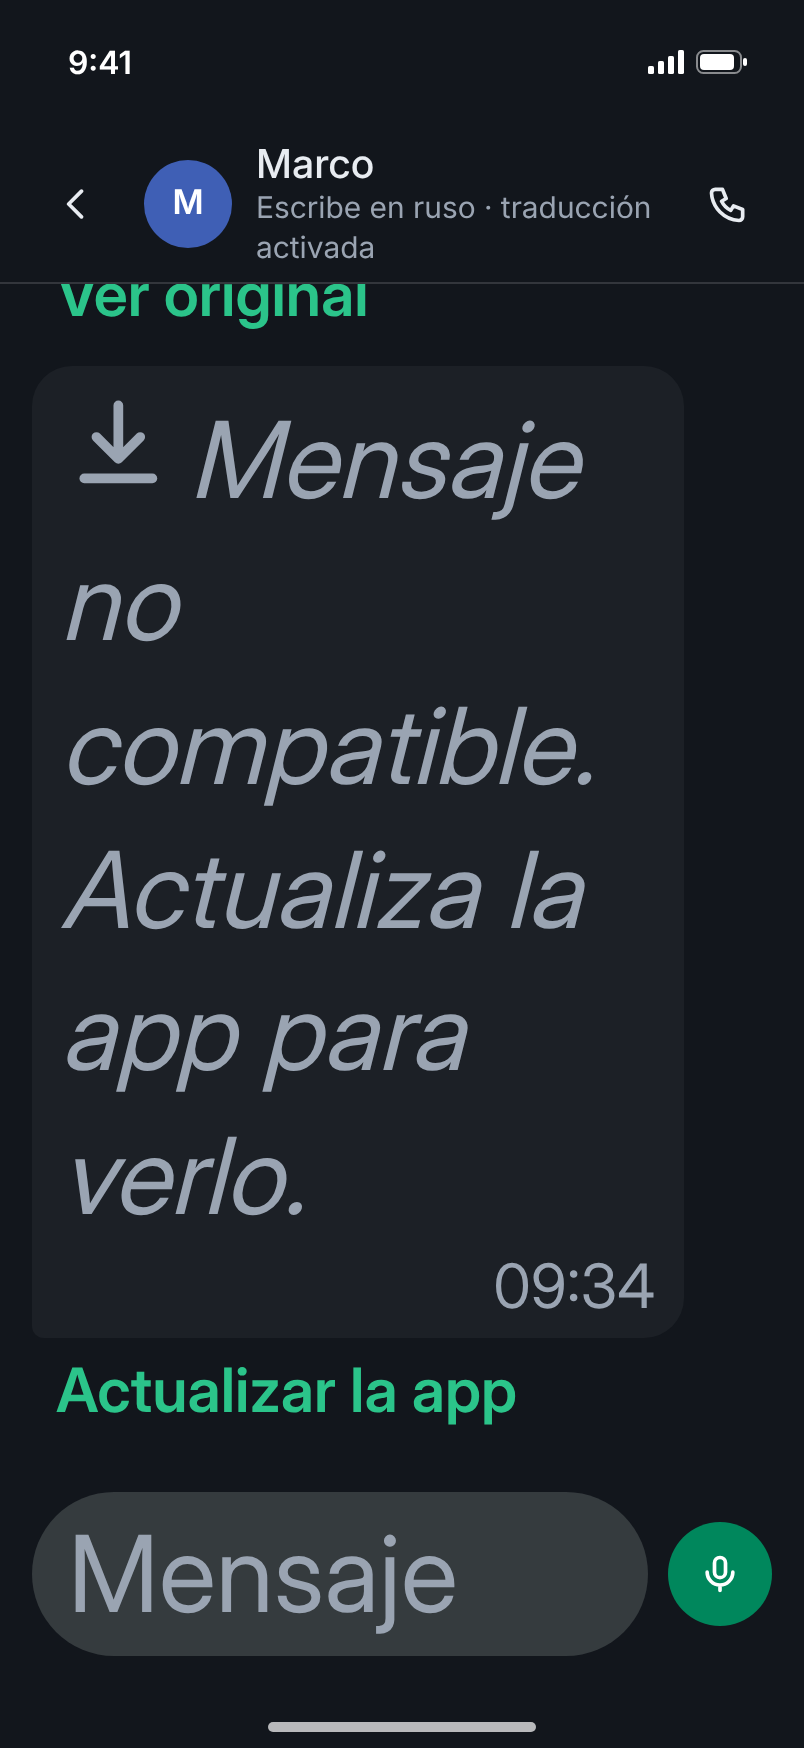 9:41
M
Marco
Escribe en ruso · traducción
activada
Ver original
Mensaje
no
compatible.
Actualiza la
app para
verlo.
09:34
Actualizar la app
Mensaje